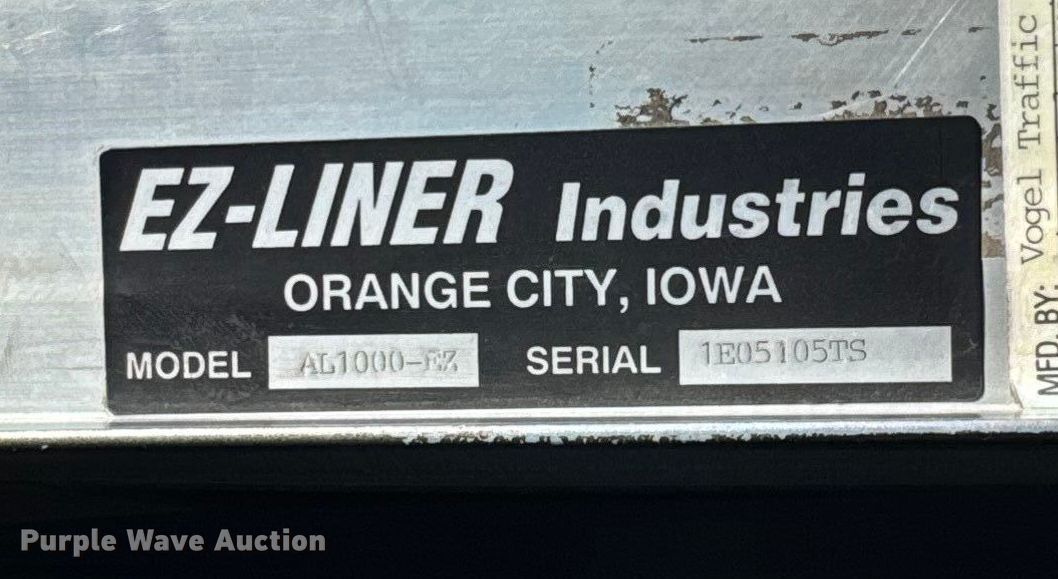 EZ-LINER Industries
ORANGE CITY, IOWA
MODEL AL1000-EZ SERIAL 1E05105TS
MFD. BY: Vogel Traffic
Purple Wave Auction